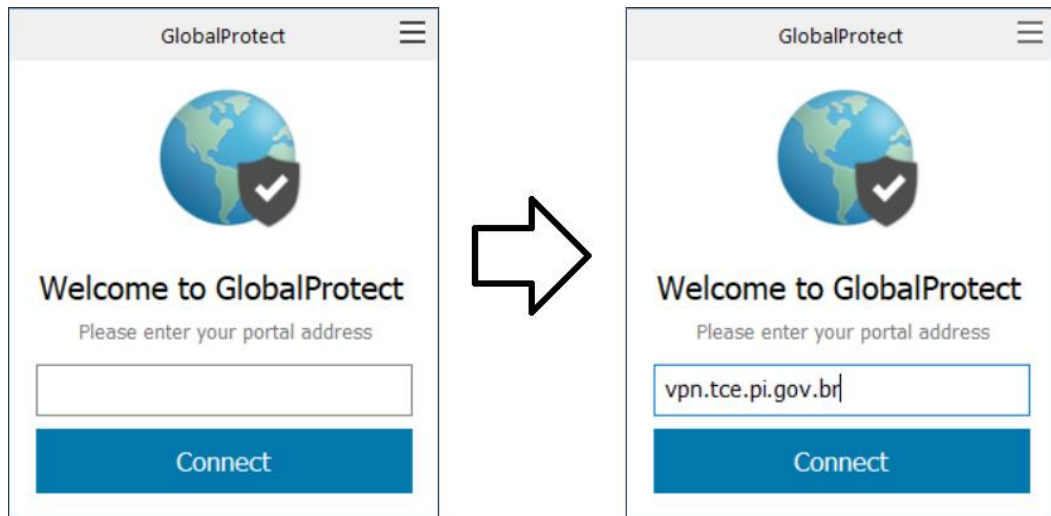 GlobalProtect
Welcome to GlobalProtect
Please enter your portal address
Connect
GlobalProtect
Welcome to GlobalProtect
Please enter your portal address
vpn.tce.pi.gov.br
Connect